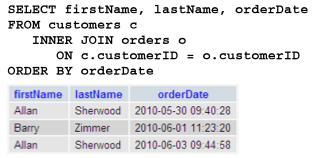 SELECT firstName, lastName, orderDate
FROM customers c
INNER JOIN orders o
ON c.customerID = o.customerID
ORDER BY orderDate
firstName lastName orderDate
Allan Sherwood 2010-05-30 09:40:28
Barry Zimmer 2010-06-01 11:23:20
Allan Sherwood 2010-06-03 09:44:58